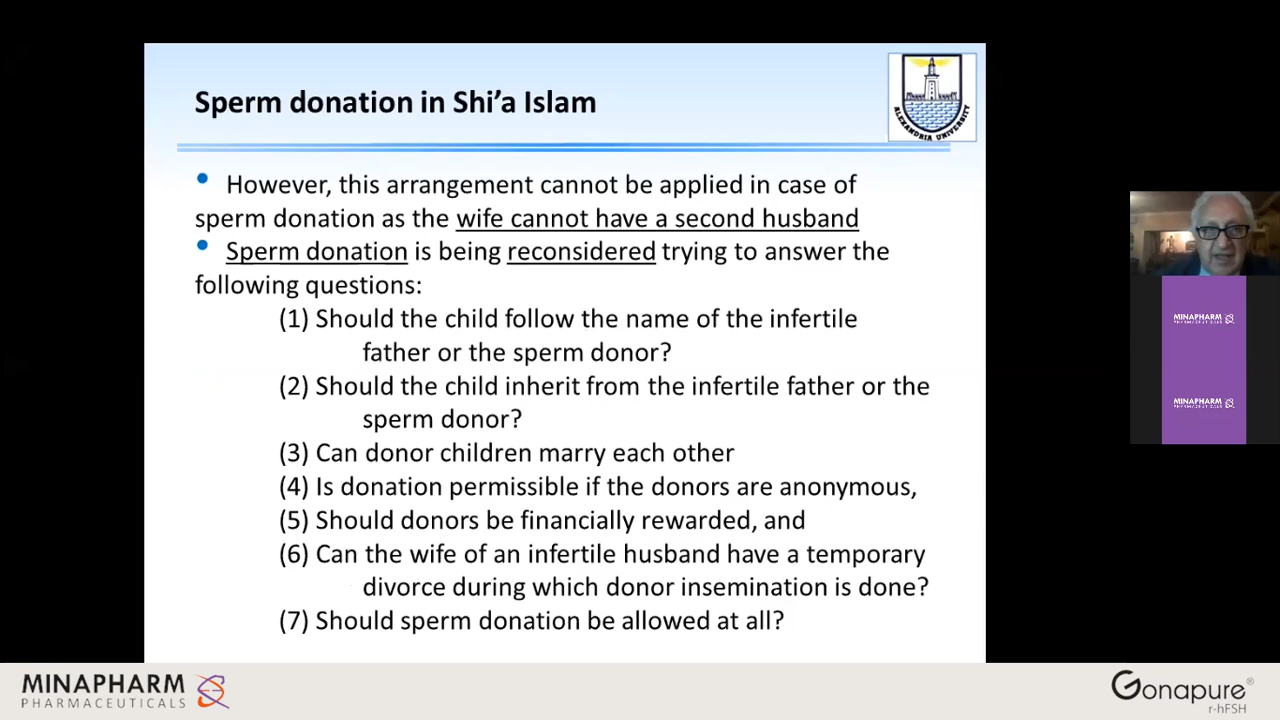 Sperm donation in Shi’a Islam
ALEXANDRIA UNIVERSITY
• However, this arrangement cannot be applied in case of
sperm donation as the wife cannot have a second husband
• Sperm donation is being reconsidered trying to answer the
following questions:
(1) Should the child follow the name of the infertile
father or the sperm donor?
(2) Should the child inherit from the infertile father or the
sperm donor?
(3) Can donor children marry each other
(4) Is donation permissible if the donors are anonymous,
(5) Should donors be financially rewarded, and
(6) Can the wife of an infertile husband have a temporary
divorce during which donor insemination is done?
(7) Should sperm donation be allowed at all?
MINAPHARM
PHARMACEUTICALS
MINAPHARM
PHARMACEUTICALS
MINAPHARM
PHARMACEUTICALS
Gonapure®
r-hFSH